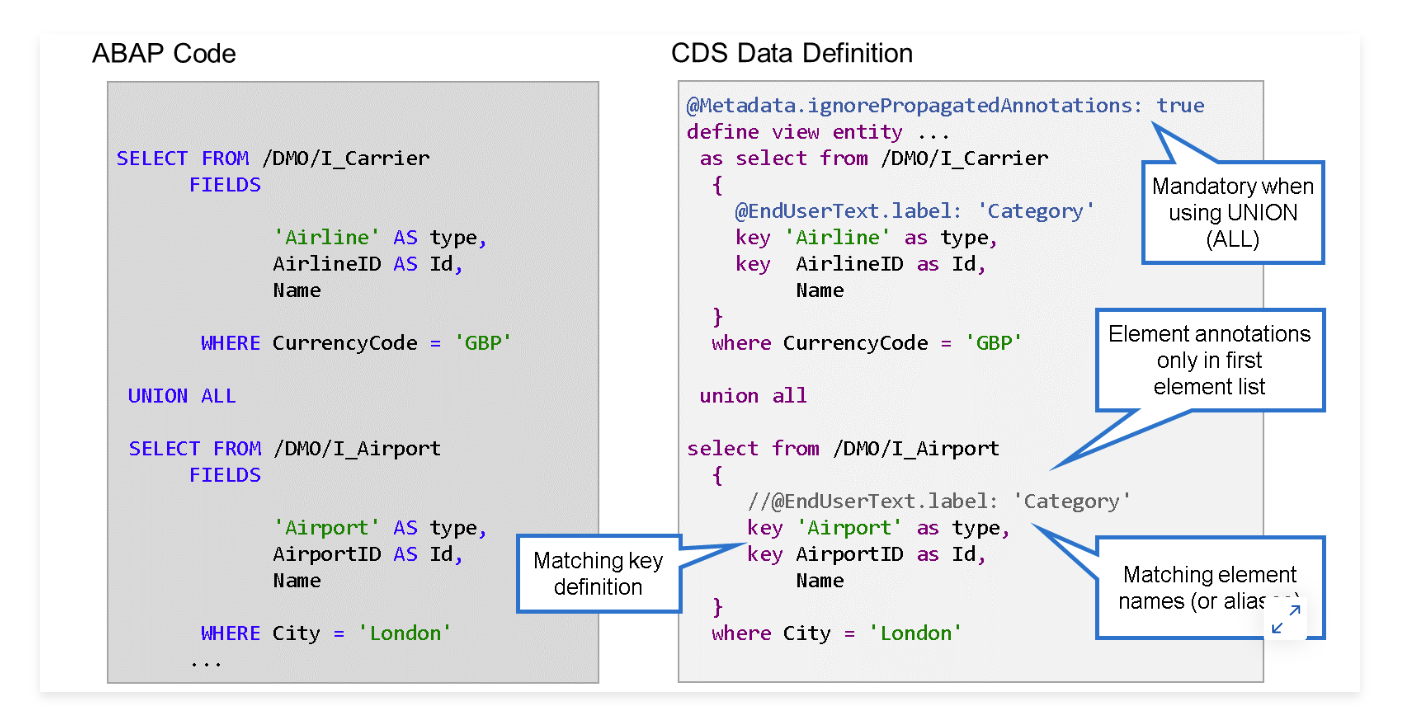 ABAP Code
SELECT FROM /DMO/I_Carrier
FIELDS
'Airline' AS type,
AirlineID AS Id,
Name
WHERE CurrencyCode = 'GBP'
UNION ALL
SELECT FROM /DMO/I_Airport
FIELDS
'Airport' AS type,
AirportID AS Id,
Name
WHERE City = 'London'
...
CDS Data Definition
@Metadata.ignorePropagatedAnnotations: true
define view entity ...
as select from /DMO/I_Carrier
{
@EndUserText.label: 'Category'
key 'Airline' as type,
key AirlineID as Id,
Name
}
where CurrencyCode = 'GBP'
union all
select from /DMO/I_Airport
{
//@EndUserText.label: 'Category'
key 'Airport' as type,
key AirportID as Id,
Name
}
where City = 'London'
Mandatory when
using UNION
(ALL)
Element annotations
only in first
element list
Matching key
definition
Matching element
names (or